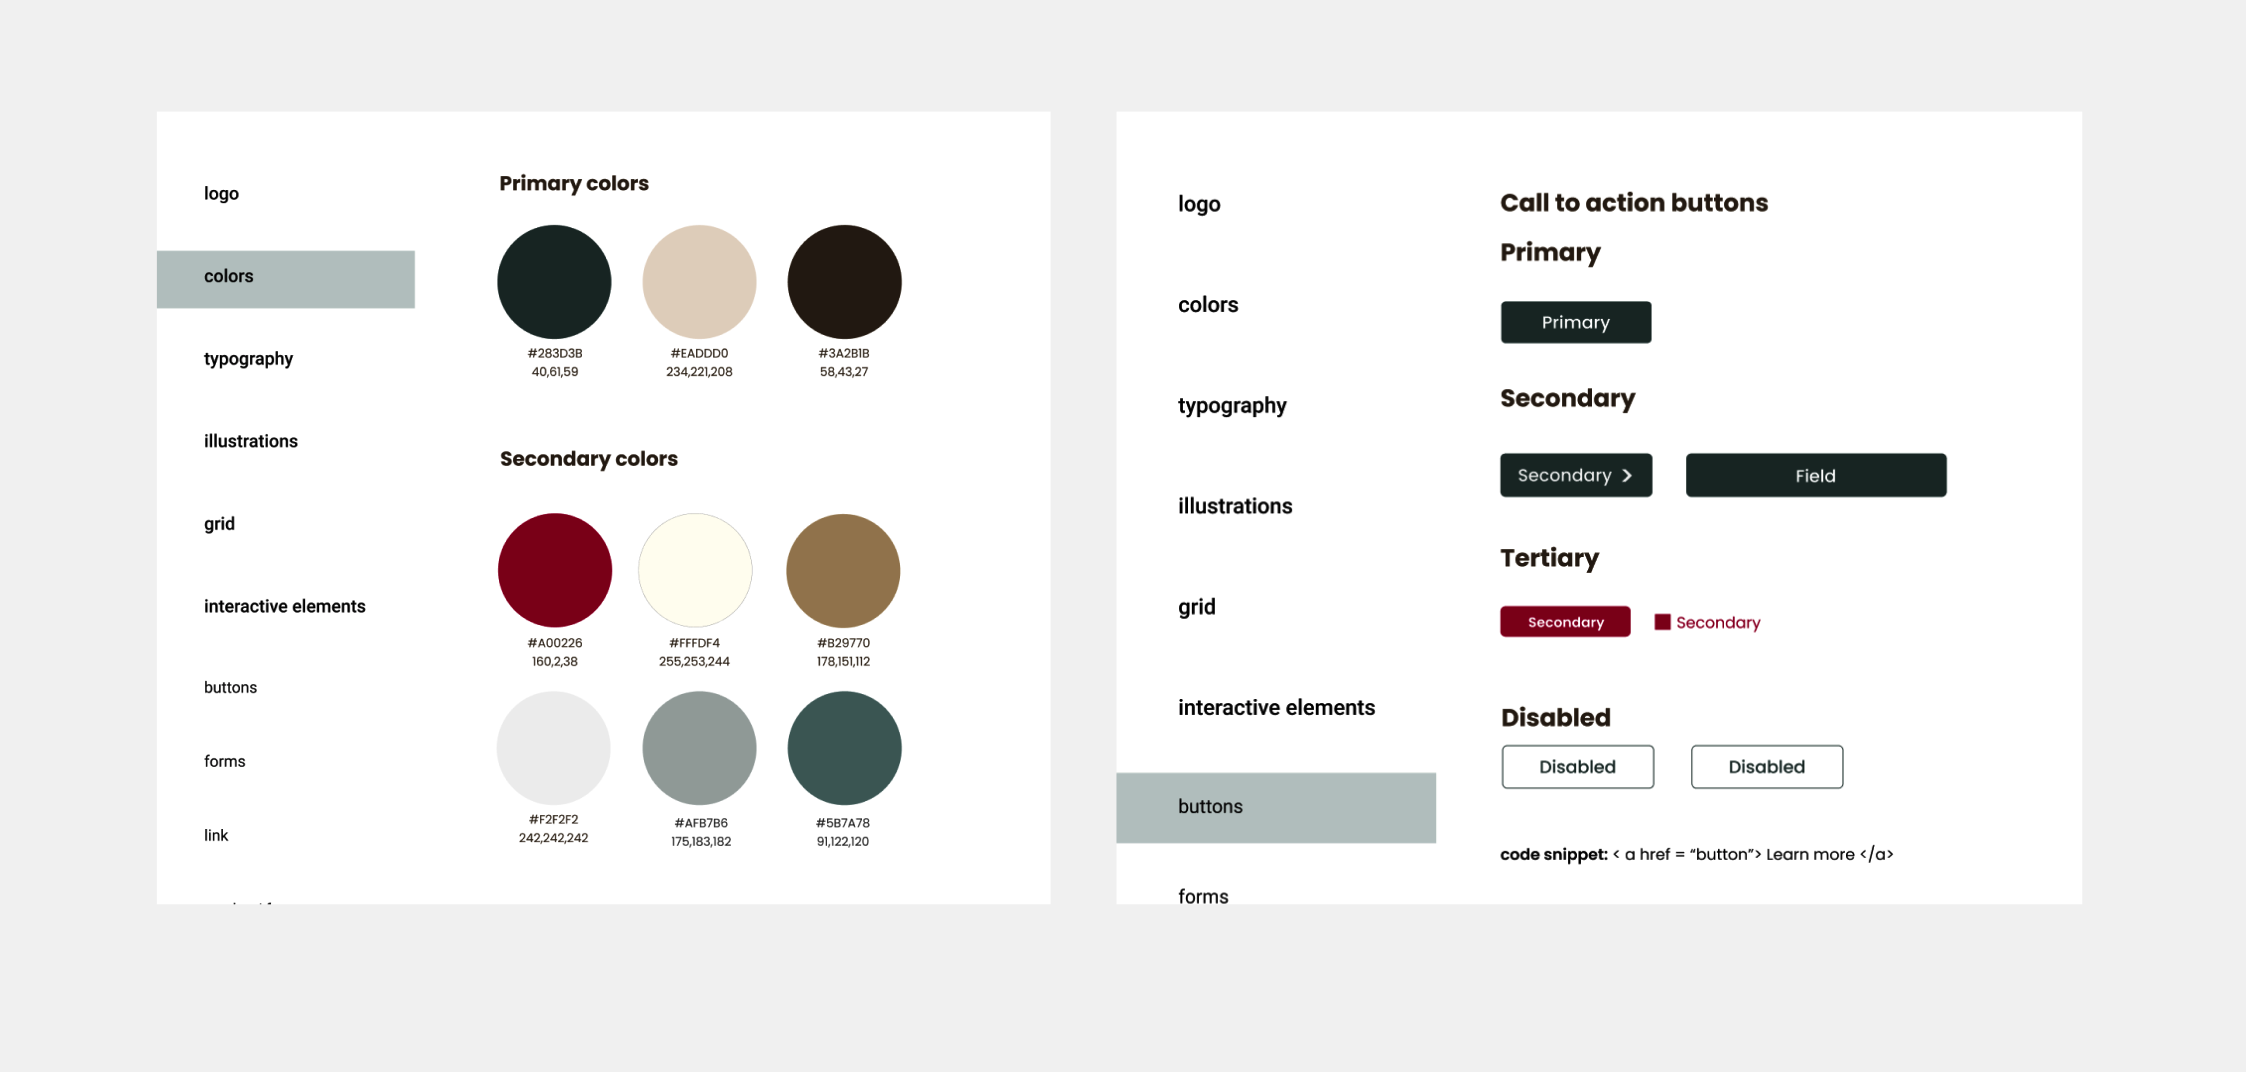 logo
colors
typography
illustrations
grid
interactive elements
buttons
forms
link
Primary colors
#283D3B
40,61,59
#EADDD0
234,221,208
#3A2B1B
58,43,27
Secondary colors
#A00226
160,2,38
#FFFDF4
255,253,244
#B29770
178,151,112
#F2F2F2
242,242,242
#AFB7B6
175,183,182
#5B7A78
91,122,120
logo
colors
typography
illustrations
grid
interactive elements
buttons
forms
Call to action buttons
Primary
Primary
Secondary
Secondary
Field
Tertiary
Secondary
Secondary
Disabled
Disabled
Disabled
code snippet: < a href = “button”> Learn more </a>